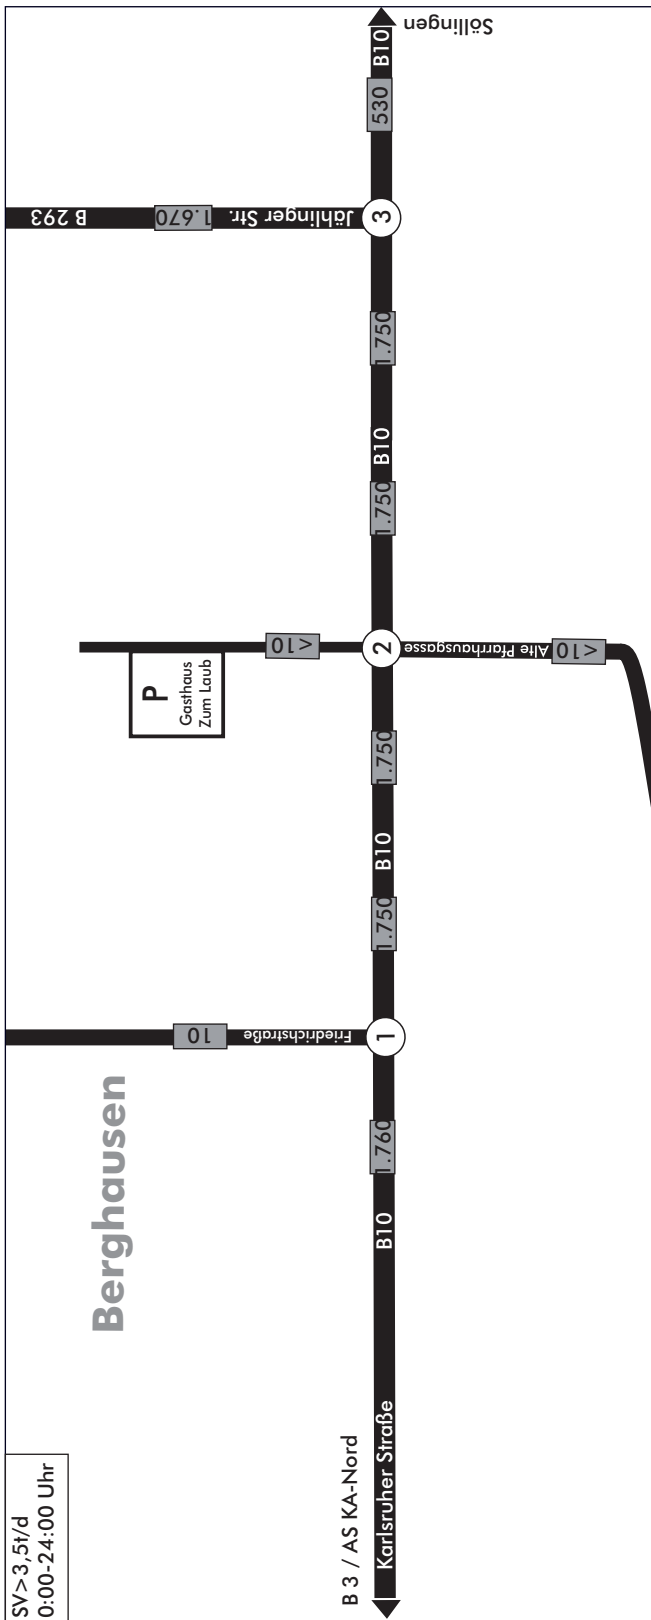 SV>3,5t/d
0:00-24:00 Uhr
Berghausen
B 3 / AS KA-Nord
Karlsruher Straße
B10
1.760
1
10
Friedrichstraße
1.750
B10
1.750
P
Gasthaus
Zum Laub
<10
2
Alte Pfarrhausgasse
<10
1.750
B10
1.750
B 293
1.670
Jählinger Str.
3
530
B10
Söllingen